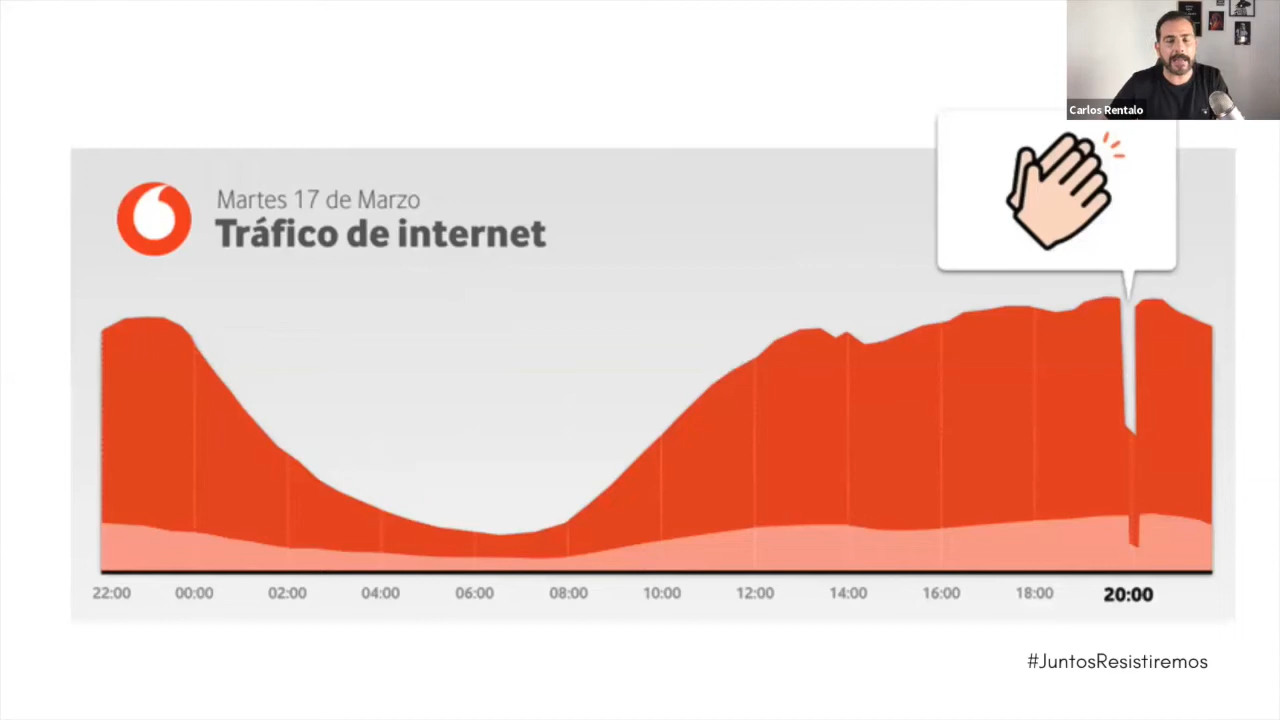 Carlos Rentalo
Martes 17 de Marzo
Tráfico de internet
22:00 00:00 02:00 04:00 06:00 08:00 10:00 12:00 14:00 16:00 18:00 20:00
#JuntosResistiremos